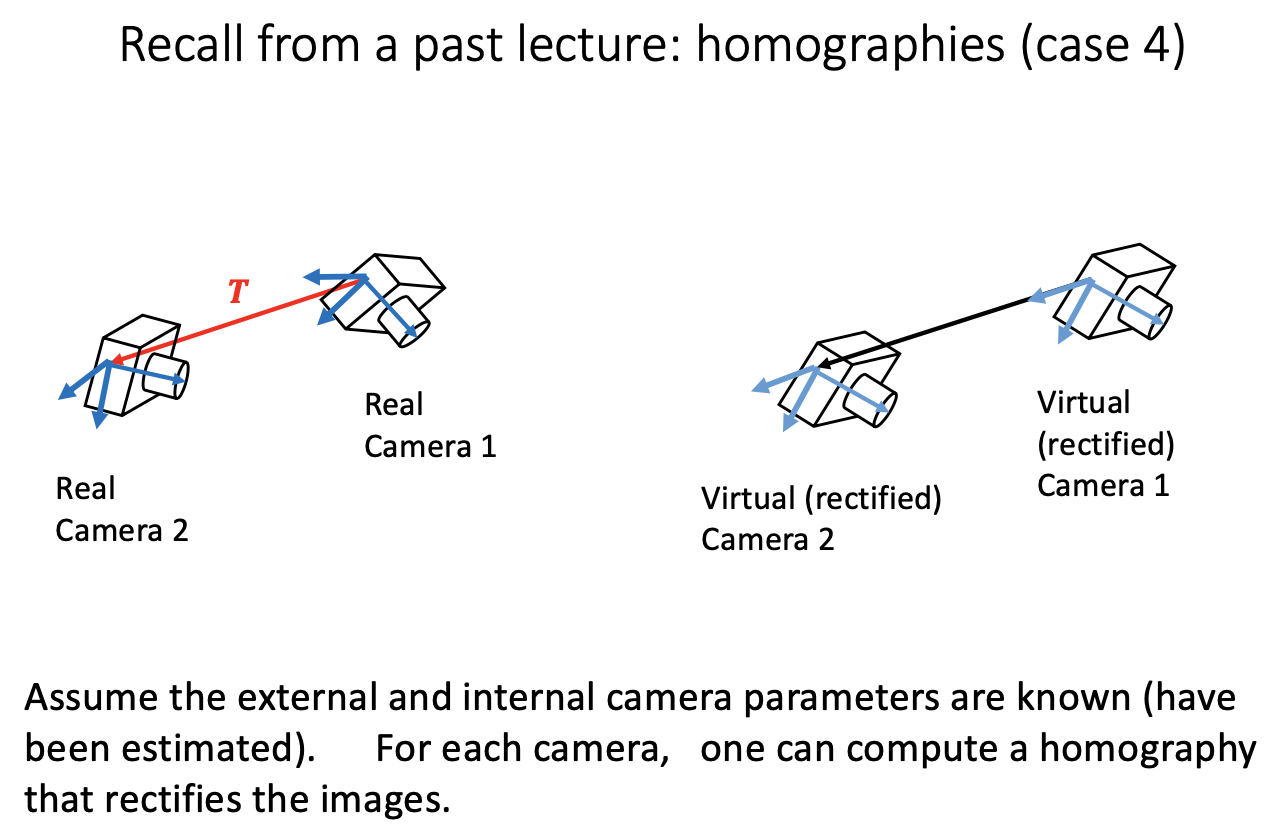 Recall from a past lecture: homographies (case 4)
T
Real
Camera 1
Real
Camera 2
Virtual
(rectified)
Camera 1
Virtual (rectified)
Camera 2
Assume the external and internal camera parameters are known (have
been estimated). For each camera, one can compute a homography
that rectifies the images.